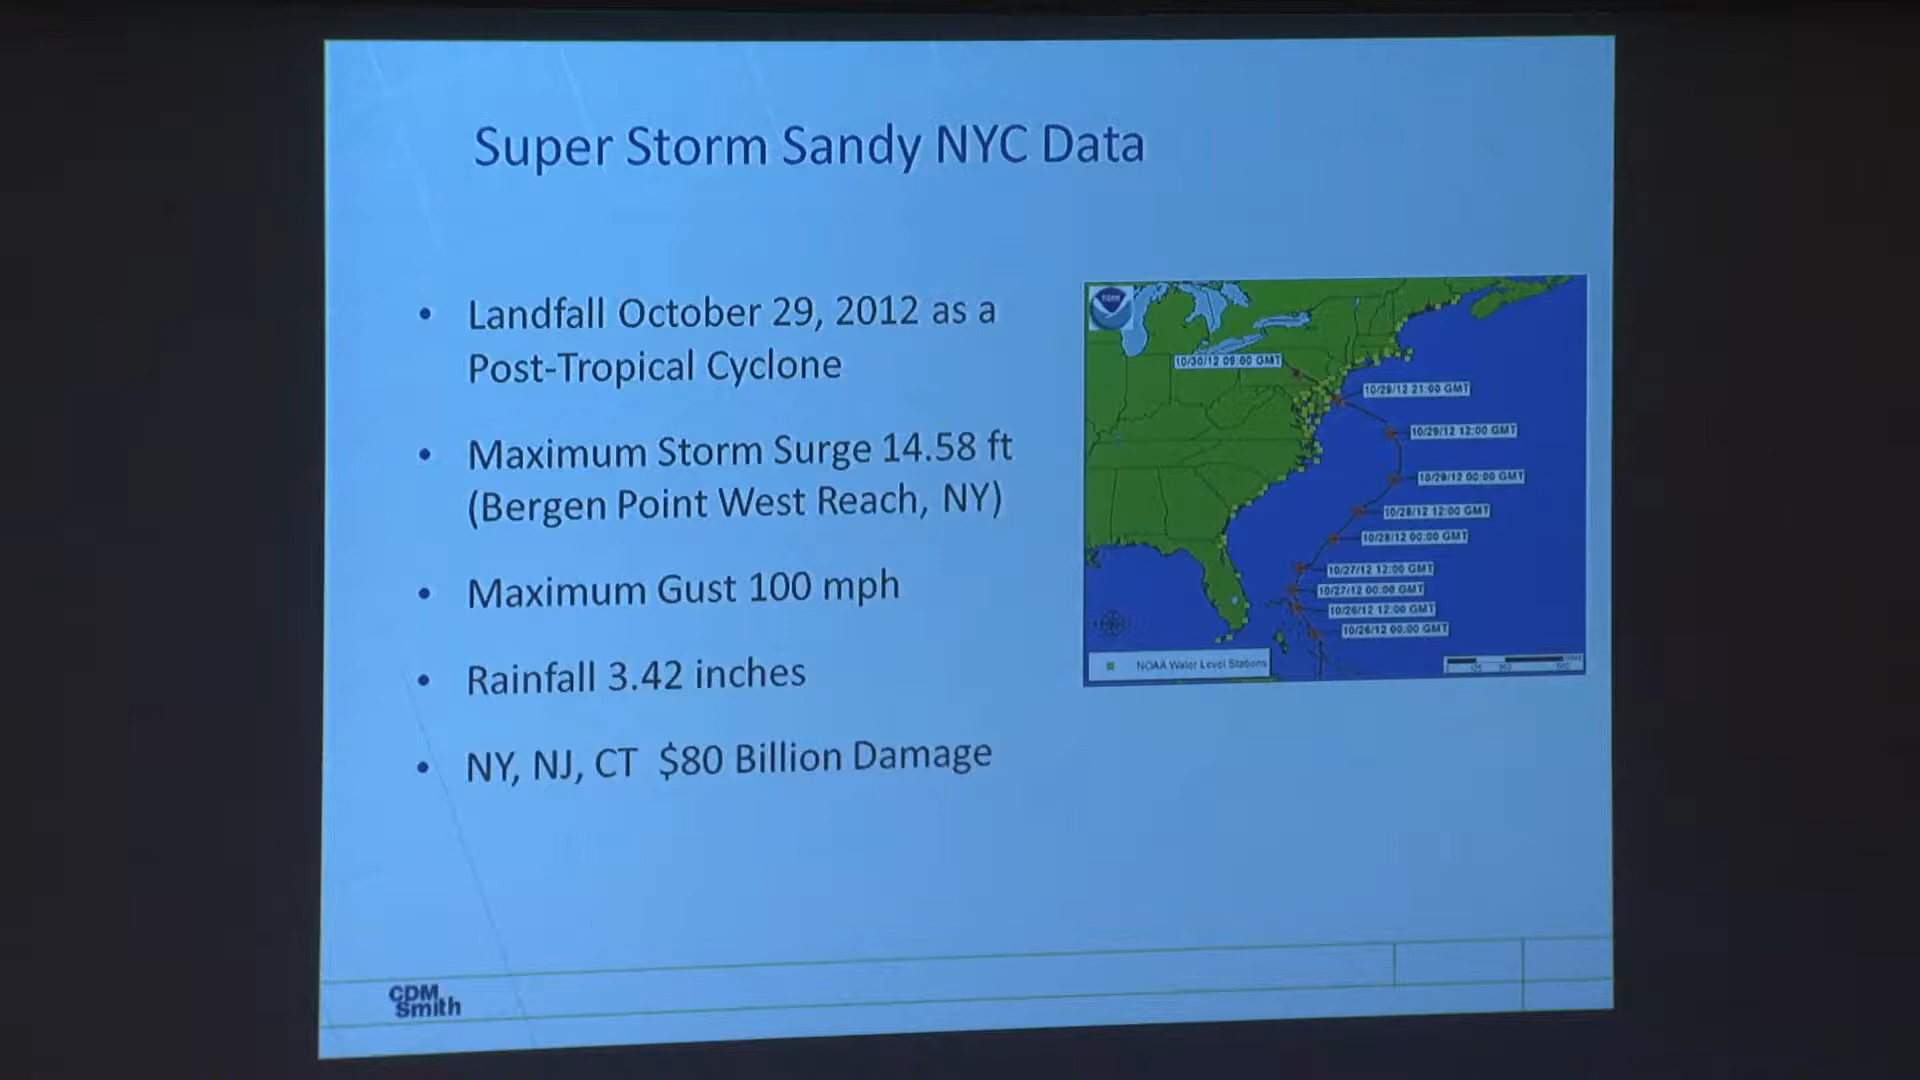 Super Storm Sandy NYC Data
• Landfall October 29, 2012 as a
Post-Tropical Cyclone
• Maximum Storm Surge 14.58 ft
(Bergen Point West Reach, NY)
• Maximum Gust 100 mph
• Rainfall 3.42 inches
• NY, NJ, CT $80 Billion Damage
10/30/12 09:00 GMT
10/29/12 21:00 GMT
10/29/12 12:00 GMT
10/29/12 00:00 GMT
10/28/12 12:00 GMT
10/28/12 00:00 GMT
10/27/12 12:00 GMT
10/27/12 00:00 GMT
10/26/12 12:00 GMT
10/26/12 00:00 GMT
NOAA Water Level Stations
CDM
Smith